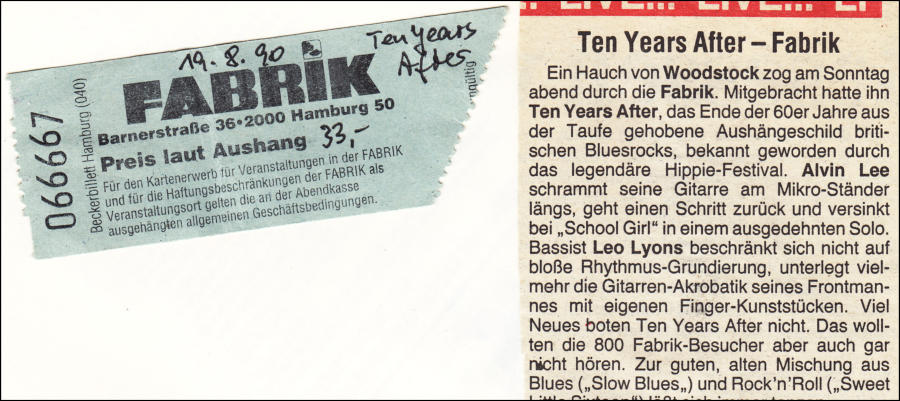 19.8.90
Ten Years
After
FABRIK
Barnerstraße 36•2000 Hamburg 50
Preis laut Aushang 33,-
Für den Kartenerwerb für Veranstaltungen in der FABRIK
und für die Haftungsbeschränkungen der FABRIK als
Veranstaltungsort gelten die an der Abendkasse
ausgehängten allgemeinen Geschäftsbedingungen.
066667
Beckerbillett Hamburg (040)
LIVE...
Ten Years After – Fabrik
Ein Hauch von Woodstock zog am Sonntag
abend durch die Fabrik. Mitgebracht hatte ihn
Ten Years After, das Ende der 60er Jahre aus
der Taufe gehobene Aushängeschild briti-
schen Bluesrocks, bekannt geworden durch
das legendäre Hippie-Festival. Alvin Lee
schrammt seine Gitarre am Mikro-Ständer
längs, geht einen Schritt zurück und versinkt
bei „School Girl“ in einem ausgedehnten Solo.
Bassist Leo Lyons beschränkt sich nicht auf
bloße Rhythmus-Grundierung, unterlegt viel-
mehr die Gitarren-Akrobatik seines Frontman-
nes mit eigenen Finger-Kunststücken. Viel
Neues boten Ten Years After nicht. Das woll-
ten die 800 Fabrik-Besucher aber auch gar
nicht hören. Zur guten, alten Mischung aus
Blues („Slow Blues„) und Rock'n'Roll („Sweet